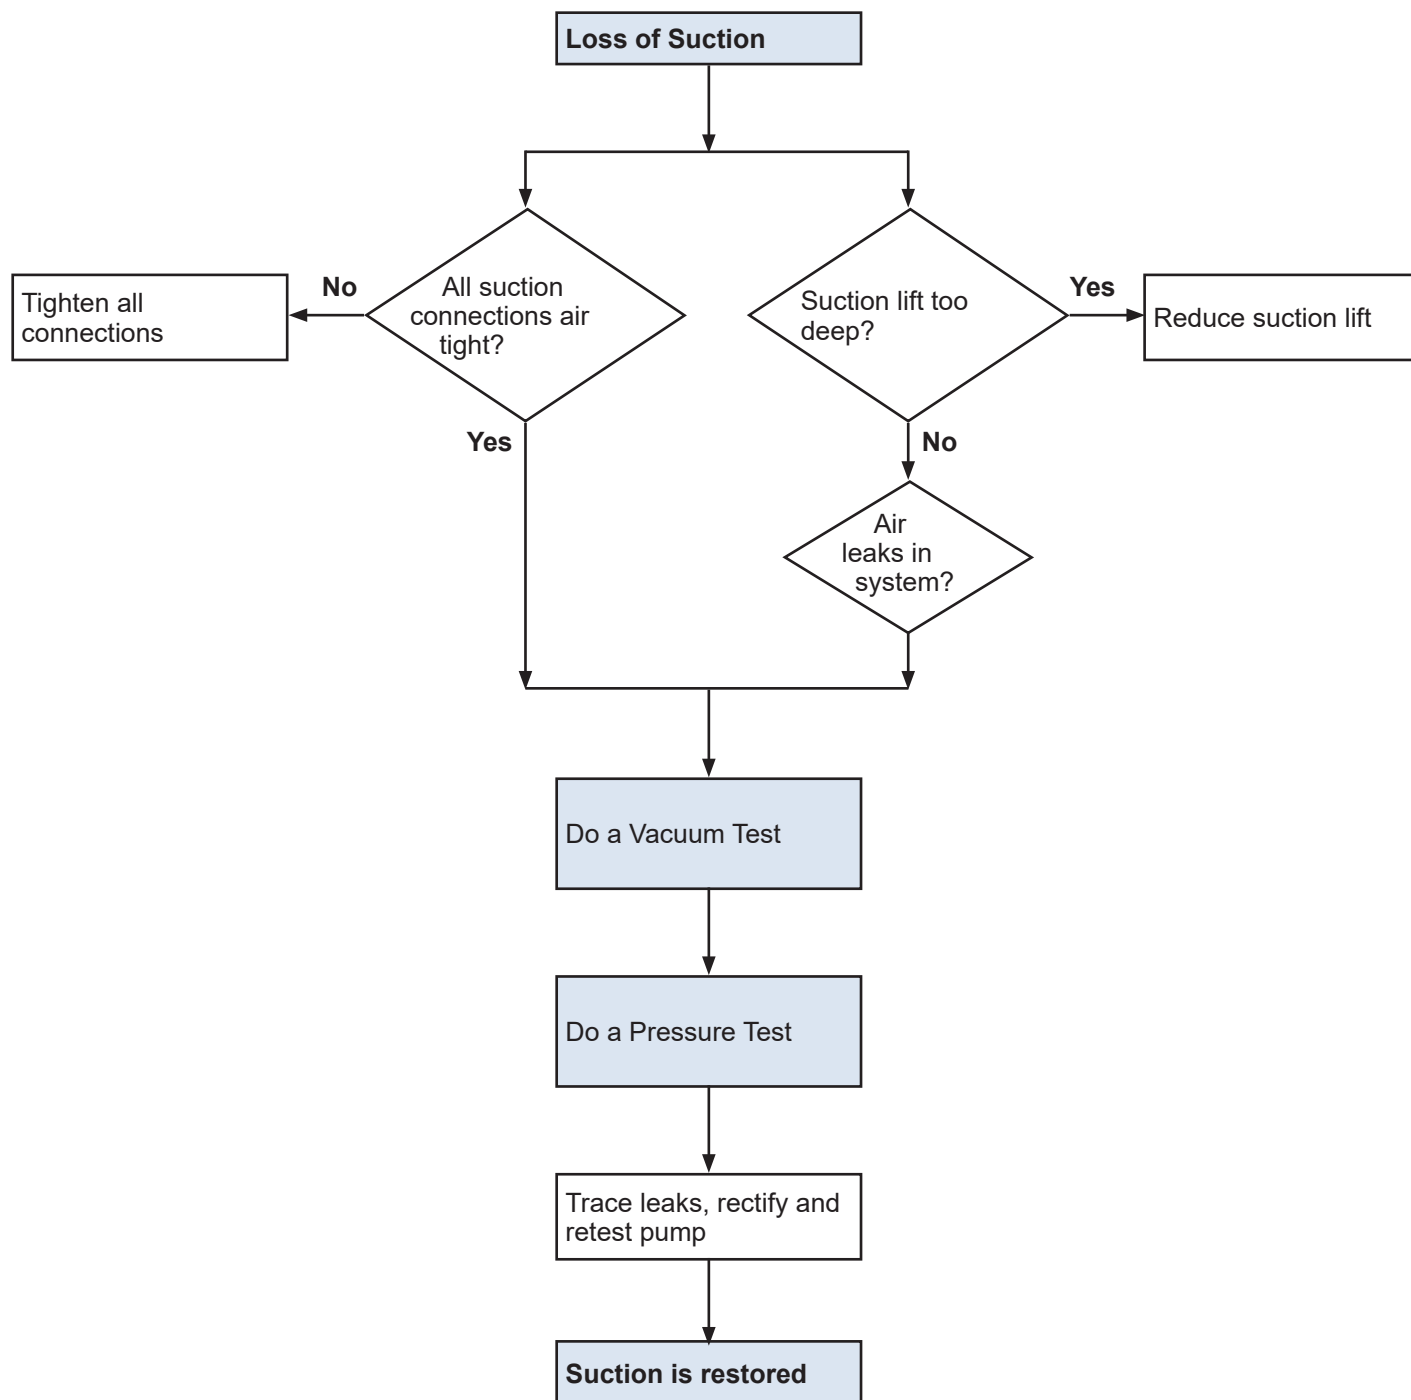 Loss of Suction
No
All suction
connections air
tight?
Tighten all
connections
Yes
Suction lift too
deep?
Yes
Reduce suction lift
No
Air
leaks in
system?
Do a Vacuum Test
Do a Pressure Test
Trace leaks, rectify and
retest pump
Suction is restored